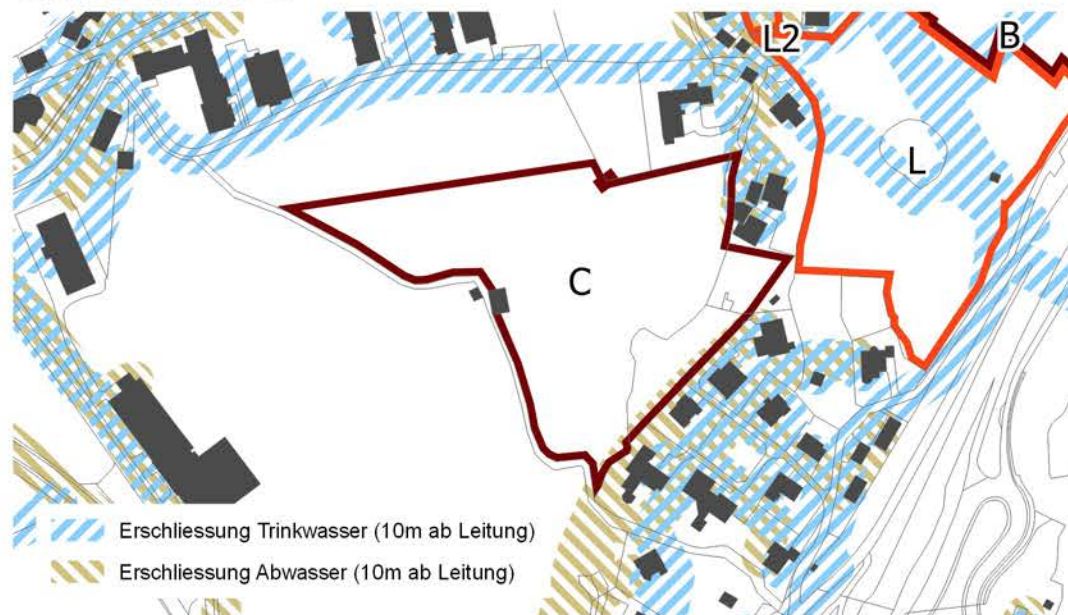 L2
B
L
C
Erschliessung Trinkwasser (10m ab Leitung)
Erschliessung Abwasser (10m ab Leitung)